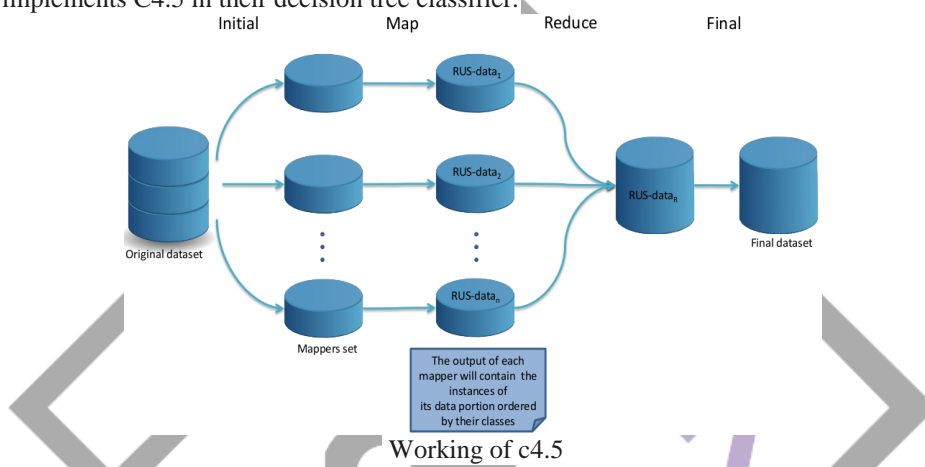 implements C4.5 in their decision tree classifier.
Initial Map Reduce Final
RUS-data1
RUS-data2
RUS-dataR
Original dataset
Final dataset
RUS-datan
Mappers set
The output of each
mapper will contain the
instances of
its data portion ordered
by their classes
Working of c4.5